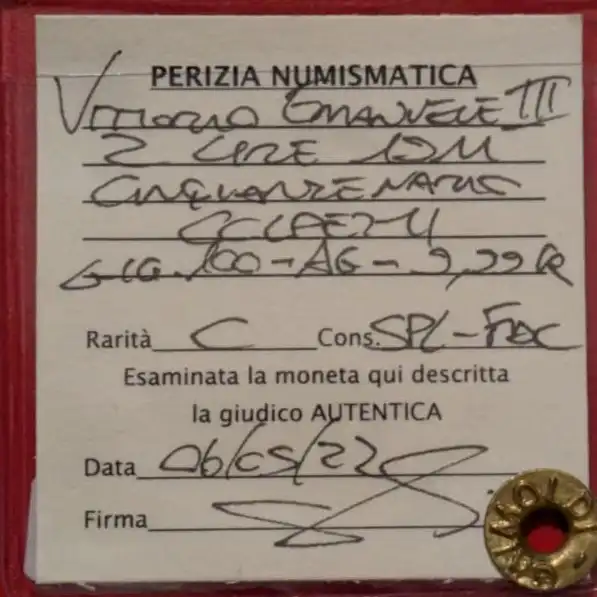 PERIZIA NUMISMATICA
VITTORIO EMANUELE III
2 LIRE 1911
CINQUANTENARIO
GIG. 100 - AG - 9,99 GR
Rarità C Cons. SPL-FDC
Esaminata la moneta qui descritta
la giudico AUTENTICA
Data 06/05/22
Firma